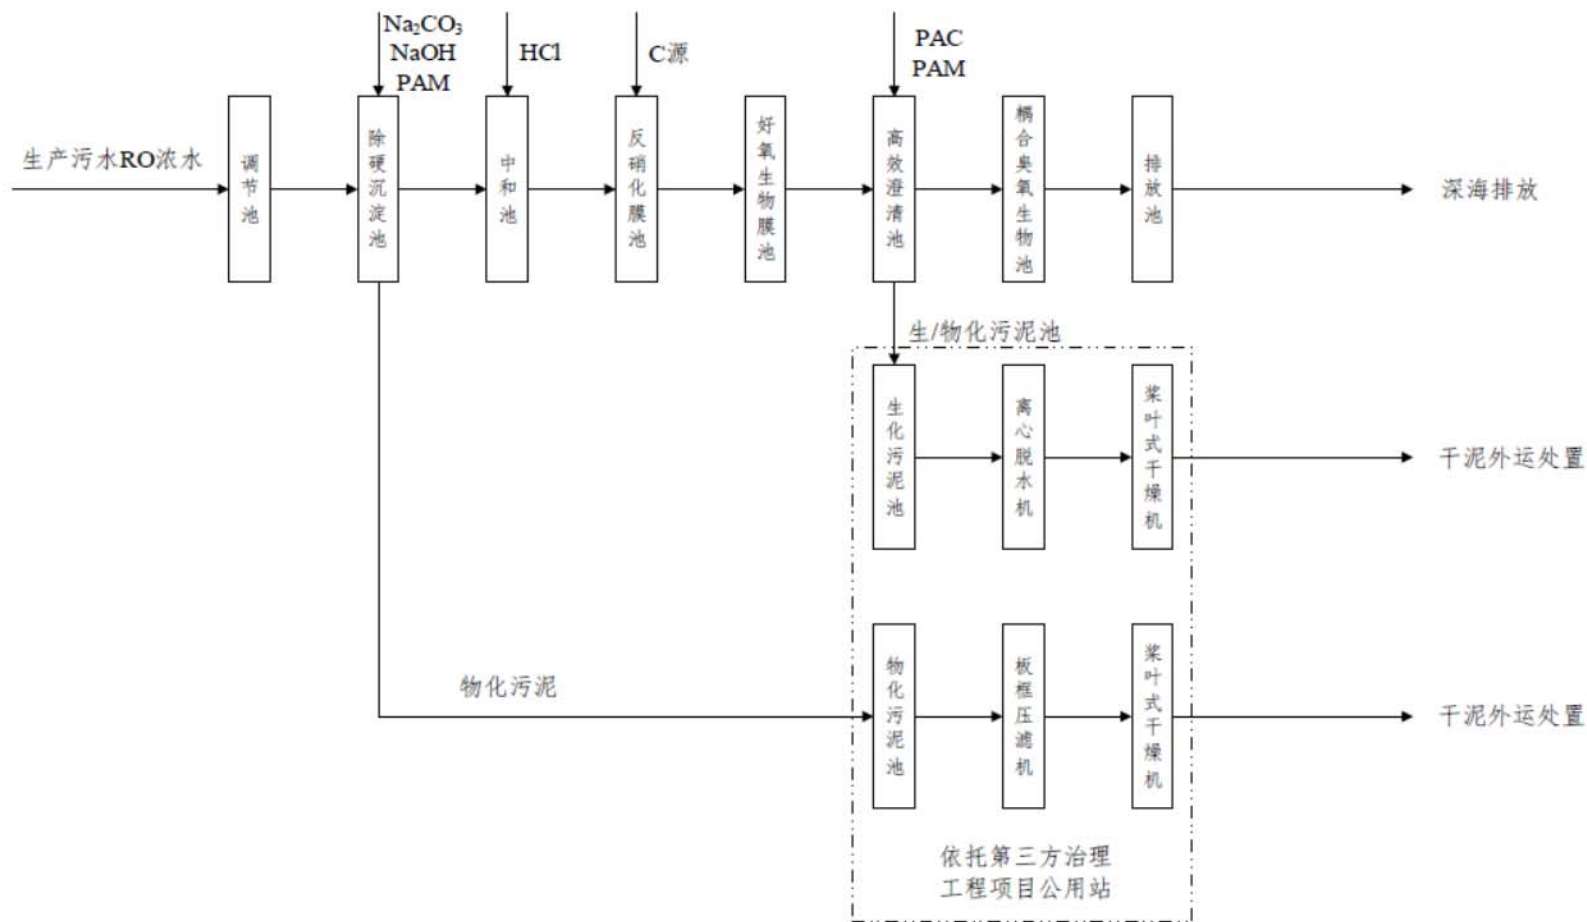 Na₂CO₃
NaOH
PAM
HCl
C源
PAC
PAM
生产污水RO浓水
调节池
除硬沉淀池
中和池
反硝化膜池
好氧生物膜池
高效澄清池
耦合臭氧生物池
排放池
深海排放
生/物化污泥池
生化污泥池
离心脱水机
桨叶式干燥机
干泥外运处置
物化污泥
物化污泥池
板框压滤机
桨叶式干燥机
干泥外运处置
依托第三方治理
工程项目公用站